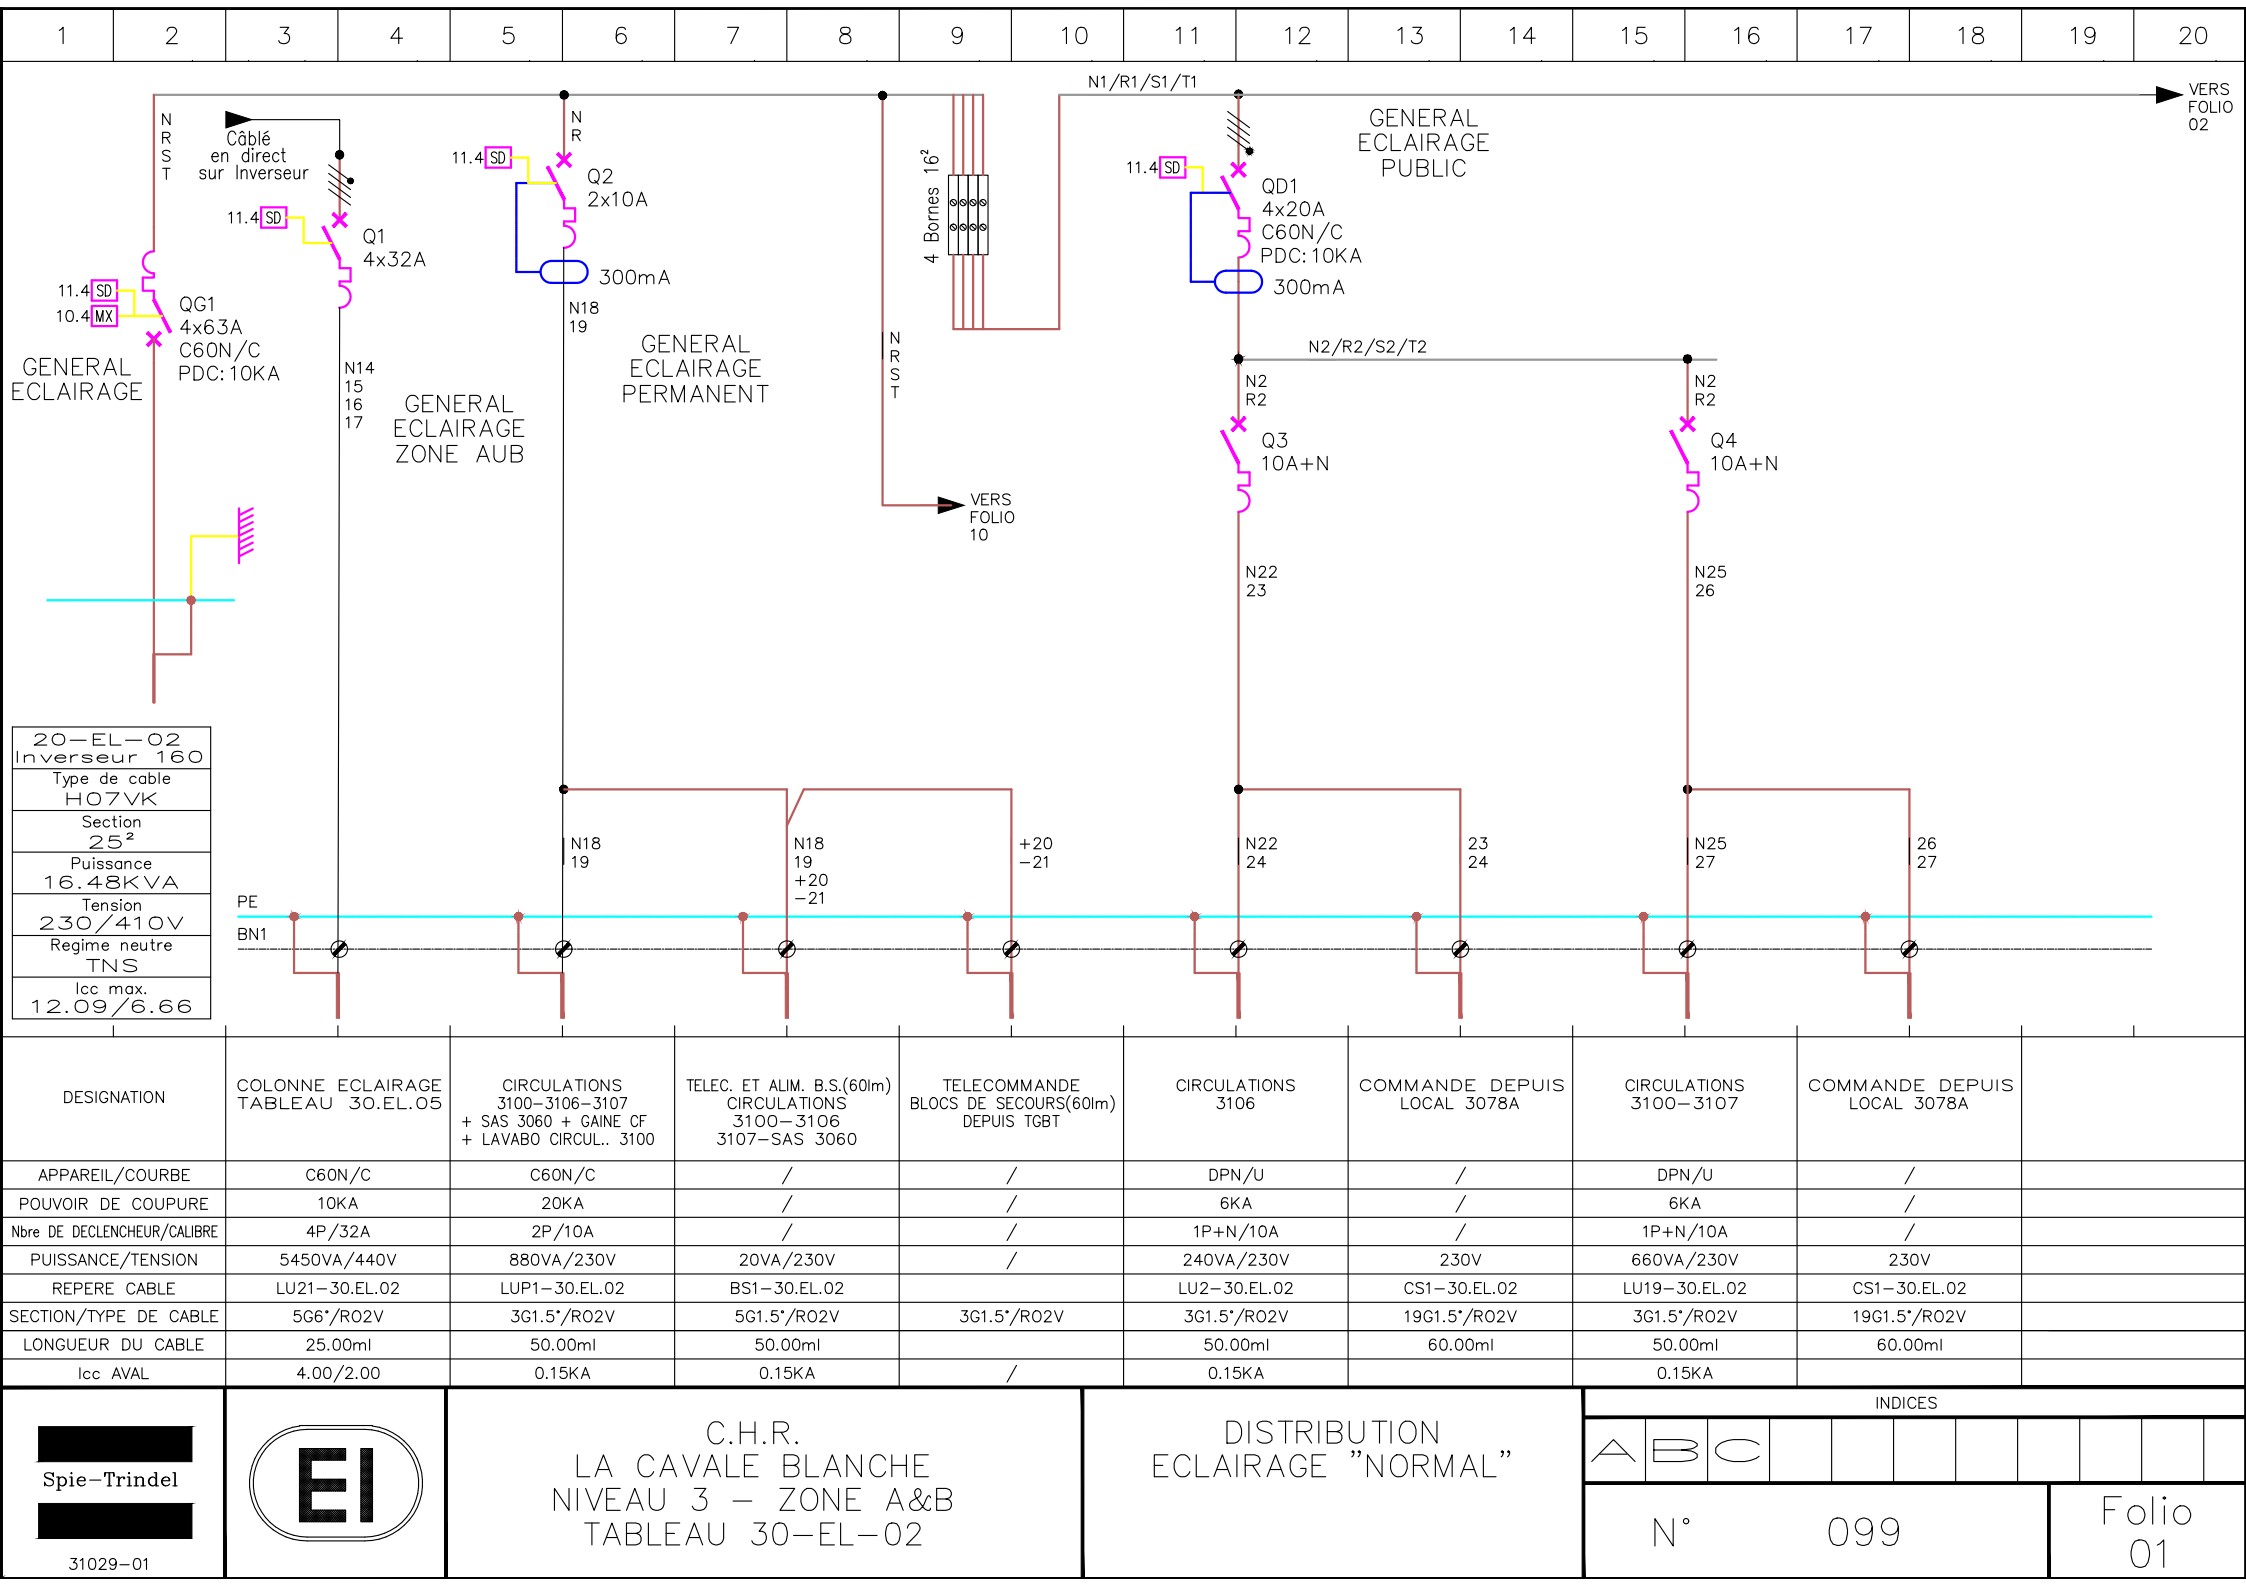 1 2 3 4 5 6 7 8 9 10 11 12 13 14 15 16 17 18 19 20
N
R
S
T
Câblé
en direct
sur Inverseur
11.4 SD
Q1
4x32A
11.4 SD
10.4 MX
QG1
4x63A
C60N/C
PDC:10KA
GENERAL
ECLAIRAGE
N14
15
16
17
GENERAL
ECLAIRAGE
ZONE AUB
N
R
11.4 SD
Q2
2x10A
300mA
N18
19
GENERAL
ECLAIRAGE
PERMANENT
N
R
S
T
VERS
FOLIO
10
4 Bornes 16²
N1/R1/S1/T1
VERS
FOLIO
02
GENERAL
ECLAIRAGE
PUBLIC
11.4 SD
QD1
4x20A
C60N/C
PDC:10KA
300mA
N2/R2/S2/T2
N2
R2
Q3
10A+N
N2
R2
Q4
10A+N
N22
23
N25
26
20-EL-02
Inverseur 160
Type de cable
HO7VK
Section
25²
Puissance
16.48KVA
Tension
230/410V
Regime neutre
TNS
Icc max.
12.09/6.66
N18
19
N18
19
+20
-21
+20
-21
N22
24
23
24
N25
27
26
27
PE
BN1
DESIGNATION
COLONNE ECLAIRAGE
TABLEAU 30.EL.05
CIRCULATIONS
3100-3106-3107
+ SAS 3060 + GAINE CF
+ LAVABO CIRCUL.. 3100
TELEC. ET ALIM. B.S.(60lm)
CIRCULATIONS
3100-3106
3107-SAS 3060
TELECOMMANDE
BLOCS DE SECOURS(60lm)
DEPUIS TGBT
CIRCULATIONS
3106
COMMANDE DEPUIS
LOCAL 3078A
CIRCULATIONS
3100-3107
COMMANDE DEPUIS
LOCAL 3078A
APPAREIL/COURBE C60N/C C60N/C / / DPN/U / DPN/U /
POUVOIR DE COUPURE 10KA 20KA / / 6KA / 6KA /
Nbre DE DECLENCHEUR/CALIBRE 4P/32A 2P/10A / / 1P+N/10A / 1P+N/10A /
PUISSANCE/TENSION 5450VA/440V 880VA/230V 20VA/230V / 240VA/230V 230V 660VA/230V 230V
REPERE CABLE LU21-30.EL.02 LUP1-30.EL.02 BS1-30.EL.02 LU2-30.EL.02 CS1-30.EL.02 LU19-30.EL.02 CS1-30.EL.02
SECTION/TYPE DE CABLE 5G6°/RO2V 3G1.5°/RO2V 5G1.5°/RO2V 3G1.5°/RO2V 3G1.5°/RO2V 19G1.5°/RO2V 3G1.5°/RO2V 19G1.5°/RO2V
LONGUEUR DU CABLE 25.00ml 50.00ml 50.00ml 50.00ml 60.00ml 50.00ml 60.00ml
Icc AVAL 4.00/2.00 0.15KA 0.15KA / 0.15KA 0.15KA
Spie-Trindel
31029-01
EI
C.H.R.
LA CAVALE BLANCHE
NIVEAU 3 - ZONE A&B
TABLEAU 30-EL-02
DISTRIBUTION
ECLAIRAGE "NORMAL"
INDICES
A B C
N° 099
Folio
01